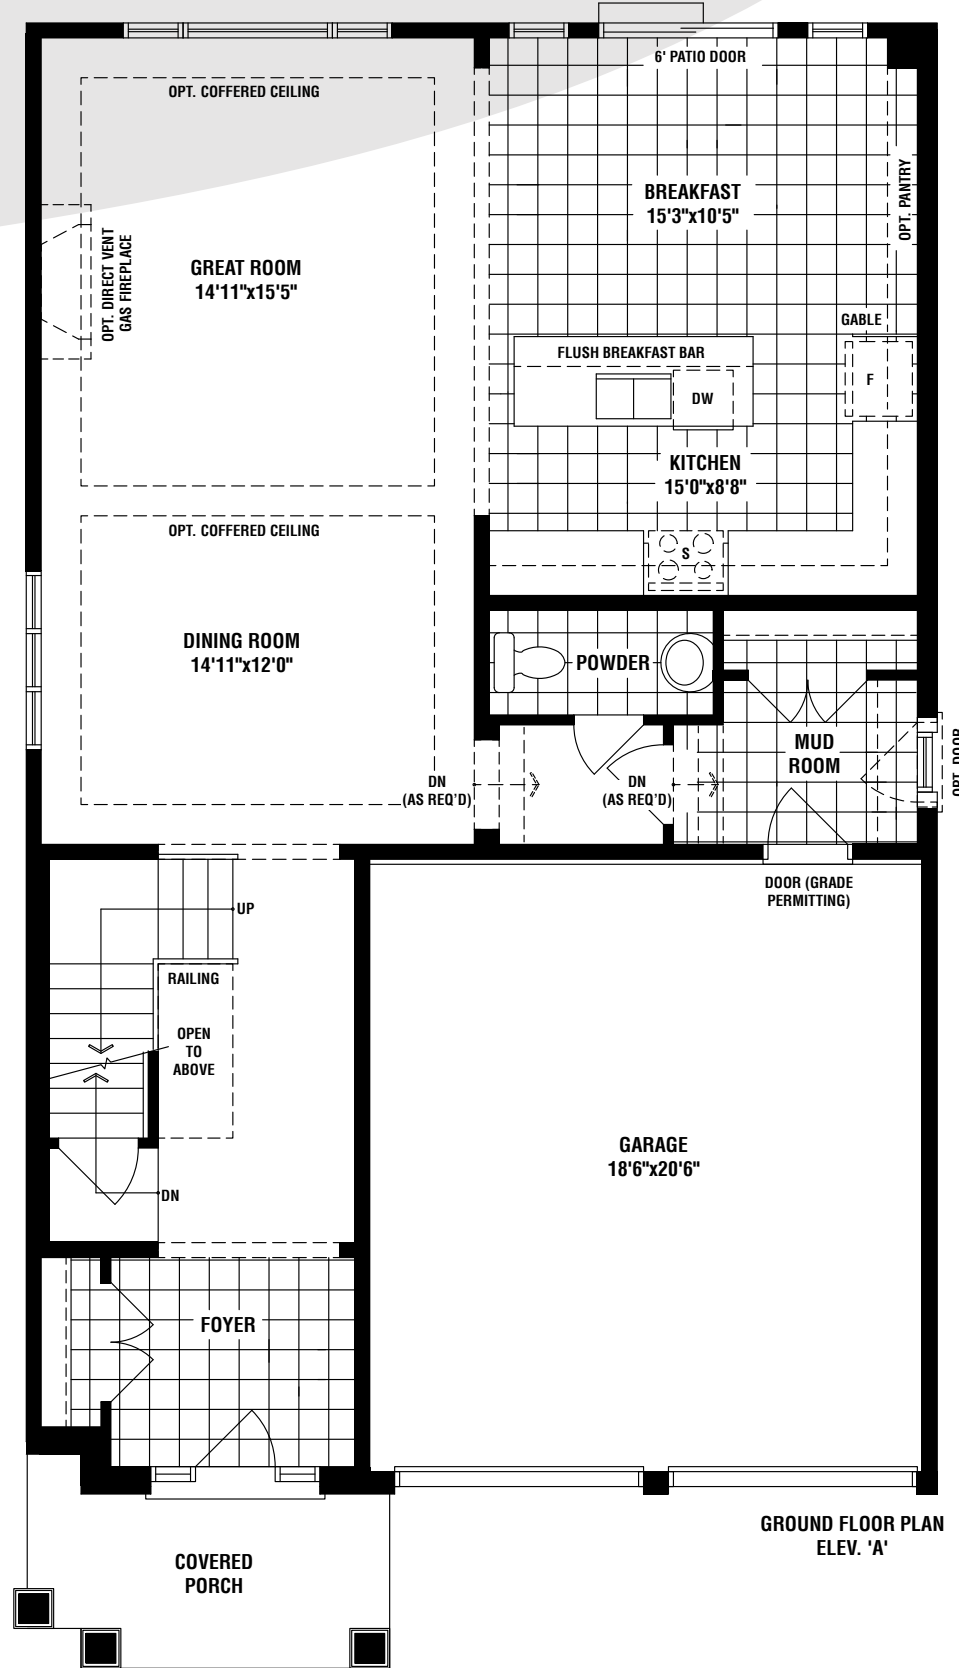 6' PATIO DOOR
OPT. COFFERED CEILING
BREAKFAST
15'3"x10'5"
OPT. PANTRY
GREAT ROOM
14'11"x15'5"
OPT. DIRECT VENT
GAS FIREPLACE
GABLE
FLUSH BREAKFAST BAR
F
DW
KITCHEN
15'0"x8'8"
OPT. COFFERED CEILING
S
DINING ROOM
14'11"x12'0"
POWDER
MUD
ROOM
OPT. DOOR
DN
(AS REQ'D)
DN
(AS REQ'D)
DOOR (GRADE
PERMITTING)
UP
RAILING
OPEN
TO
ABOVE
GARAGE
18'6"x20'6"
DN
FOYER
GROUND FLOOR PLAN
ELEV. 'A'
COVERED
PORCH